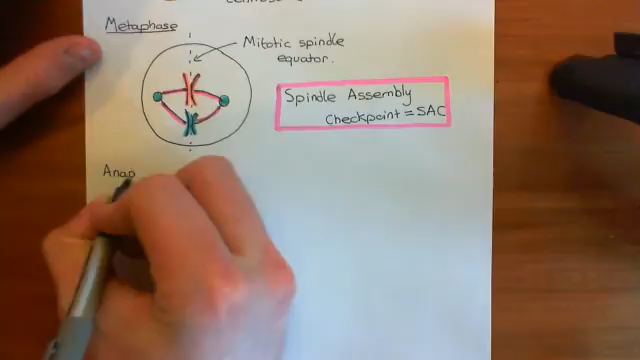 Metaphase
Mitotic spindle
equator.
Spindle Assembly
Checkpoint = SAC
Anap